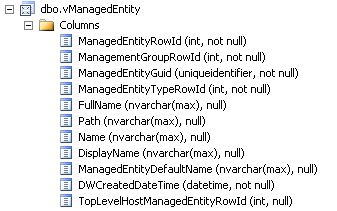 dbo.vManagedEntity
Columns
ManagedEntityRowId (int, not null)
ManagementGroupRowId (int, not null)
ManagedEntityGuid (uniqueidentifier, not null)
ManagedEntityTypeRowId (int, not null)
FullName (nvarchar(max), null)
Path (nvarchar(max), null)
Name (nvarchar(max), null)
DisplayName (nvarchar(max), null)
ManagedEntityDefaultName (nvarchar(max), null)
DWCreatedDateTime (datetime, not null)
TopLevelHostManagedEntityRowId (int, null)